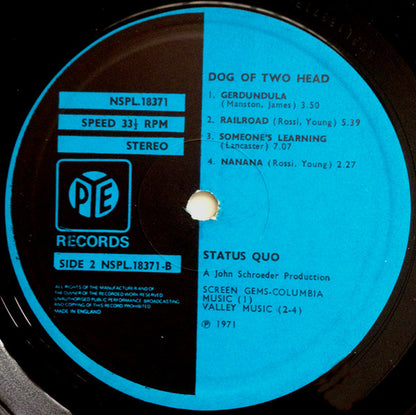 NSPL.18371
SPEED 33⅓ RPM
STEREO
PYE
RECORDS
SIDE 2 NSPL.18371-B
ALL RIGHTS OF THE MANUFACTURER AND OF
THE OWNER OF THE RECORDED WORK RESERVED
UNAUTHORISED PUBLIC PERFORMANCE BROADCASTING
AND COPYING OF THIS RECORD PROHIBITED
MADE IN ENGLAND
DOG OF TWO HEAD
1. GERDUNDULA
(Manston, James) 3.50
2. RAILROAD (Rossi, Young) 5.39
3. SOMEONE'S LEARNING
(Lancaster) 7.07
4. NANANA (Rossi, Young) 2.27
STATUS QUO
A John Schroeder Production
SCREEN GEMS-COLUMBIA
MUSIC (1)
VALLEY MUSIC (2-4)
℗ 1971